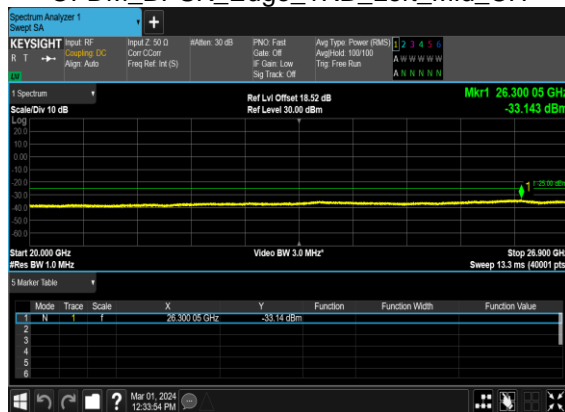 Spectrum Analyzer 1
Swept SA
+
KEYSIGHT Input: RF Input Z: 50 Ω #Atten: 30 dB PNO: Fast Avg Type: Power (RMS) 1 2 3 4 5 6
R T Coupling: DC Corr CCorr Gate: Off Avg|Hold: 100/100 A W W W W W
Align: Auto Freq Ref: Int (S) IF Gain: Low Trig: Free Run
LW Sig Track: Off A N N N N N
1 Spectrum Ref Lvl Offset 18.52 dB Mkr1 26.300 05 GHz
Scale/Div 10 dB Ref Level 30.00 dBm -33.143 dBm
Log
20.0
10.0
0.00
-10.0
-20.0
1 -25.00 dBm
-30.0
-40.0
-50.0
-60.0
Start 20.000 GHz Video BW 3.0 MHz* Stop 26.900 GHz
#Res BW 1.0 MHz Sweep 13.3 ms (40001 pts)
5 Marker Table
Mode Trace Scale X Y Function Function Width Function Value
1 N 1 f 26.300 05 GHz -33.14 dBm
2
3
4
5
6
? Mar 01, 2024
12:33:54 PM